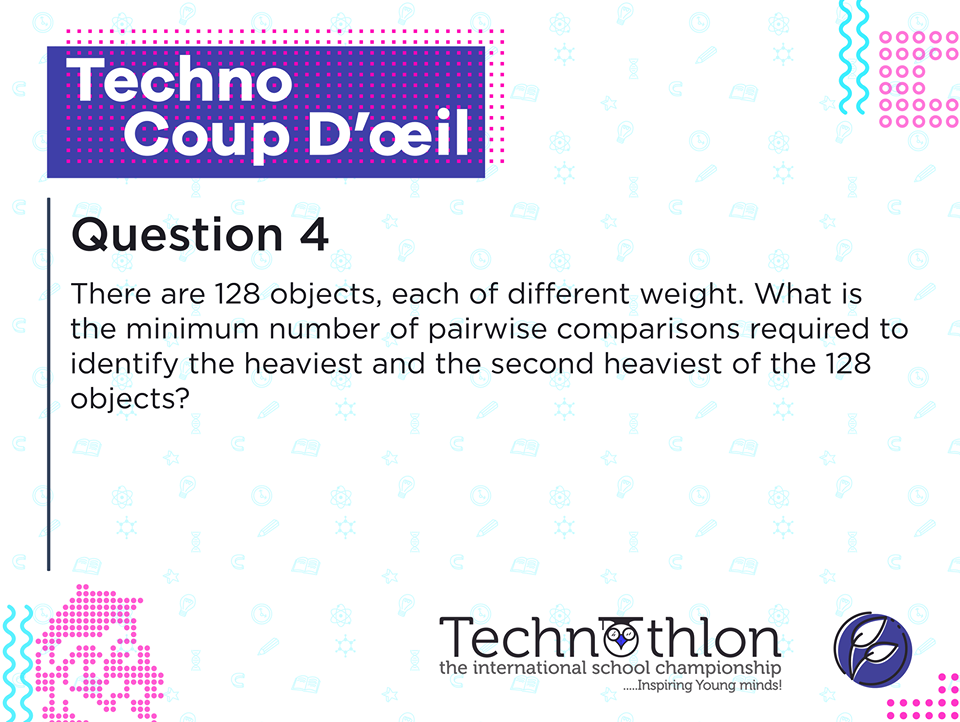 Techno
Coup D'œil
Question 4
There are 128 objects, each of different weight. What is
the minimum number of pairwise comparisons required to
identify the heaviest and the second heaviest of the 128
objects?
Technothlon
the international school championship
.....Inspiring Young minds!